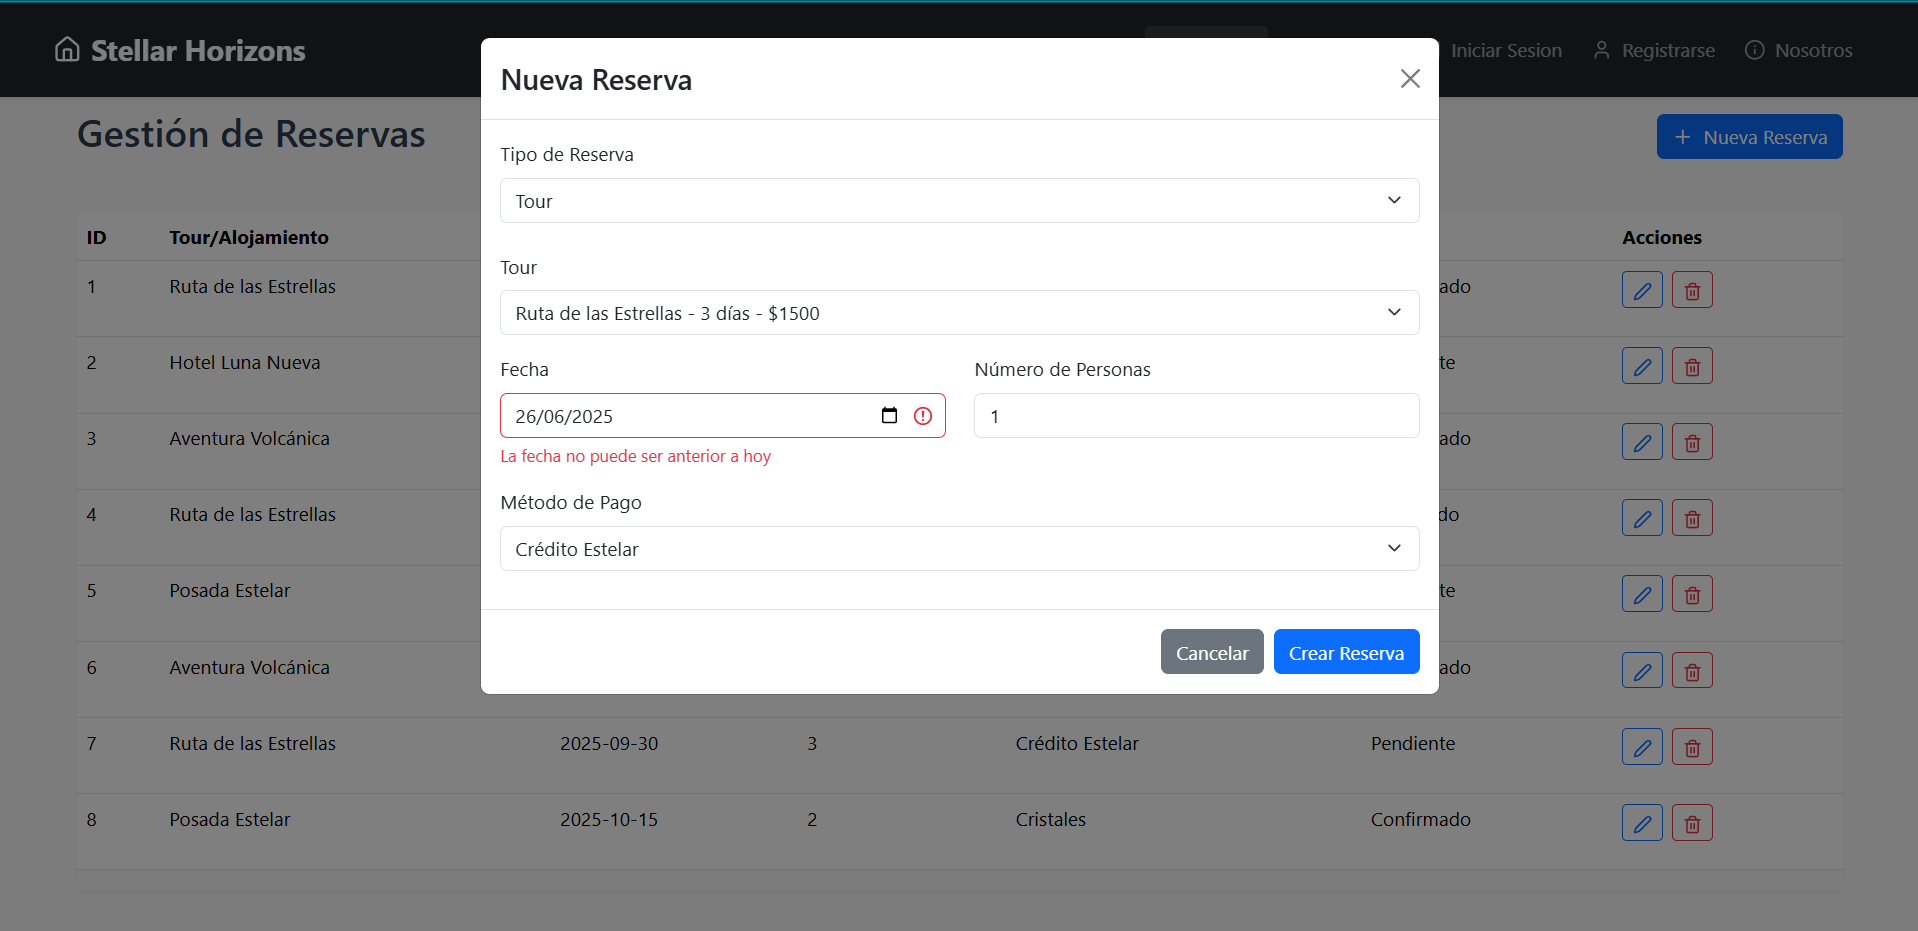 Stellar Horizons
Iniciar Sesion
Registrarse
Nosotros
Gestión de Reservas
Nueva Reserva
Nueva Reserva
Tipo de Reserva
Tour
Tour
Ruta de las Estrellas - 3 días - $1500
Fecha
Número de Personas
26/06/2025
1
La fecha no puede ser anterior a hoy
Método de Pago
Crédito Estelar
Cancelar
Crear Reserva
ID Tour/Alojamiento Acciones
1 Ruta de las Estrellas ado
2 Hotel Luna Nueva te
3 Aventura Volcánica ado
4 Ruta de las Estrellas do
5 Posada Estelar te
6 Aventura Volcánica ado
7 Ruta de las Estrellas 2025-09-30 3 Crédito Estelar Pendiente
8 Posada Estelar 2025-10-15 2 Cristales Confirmado